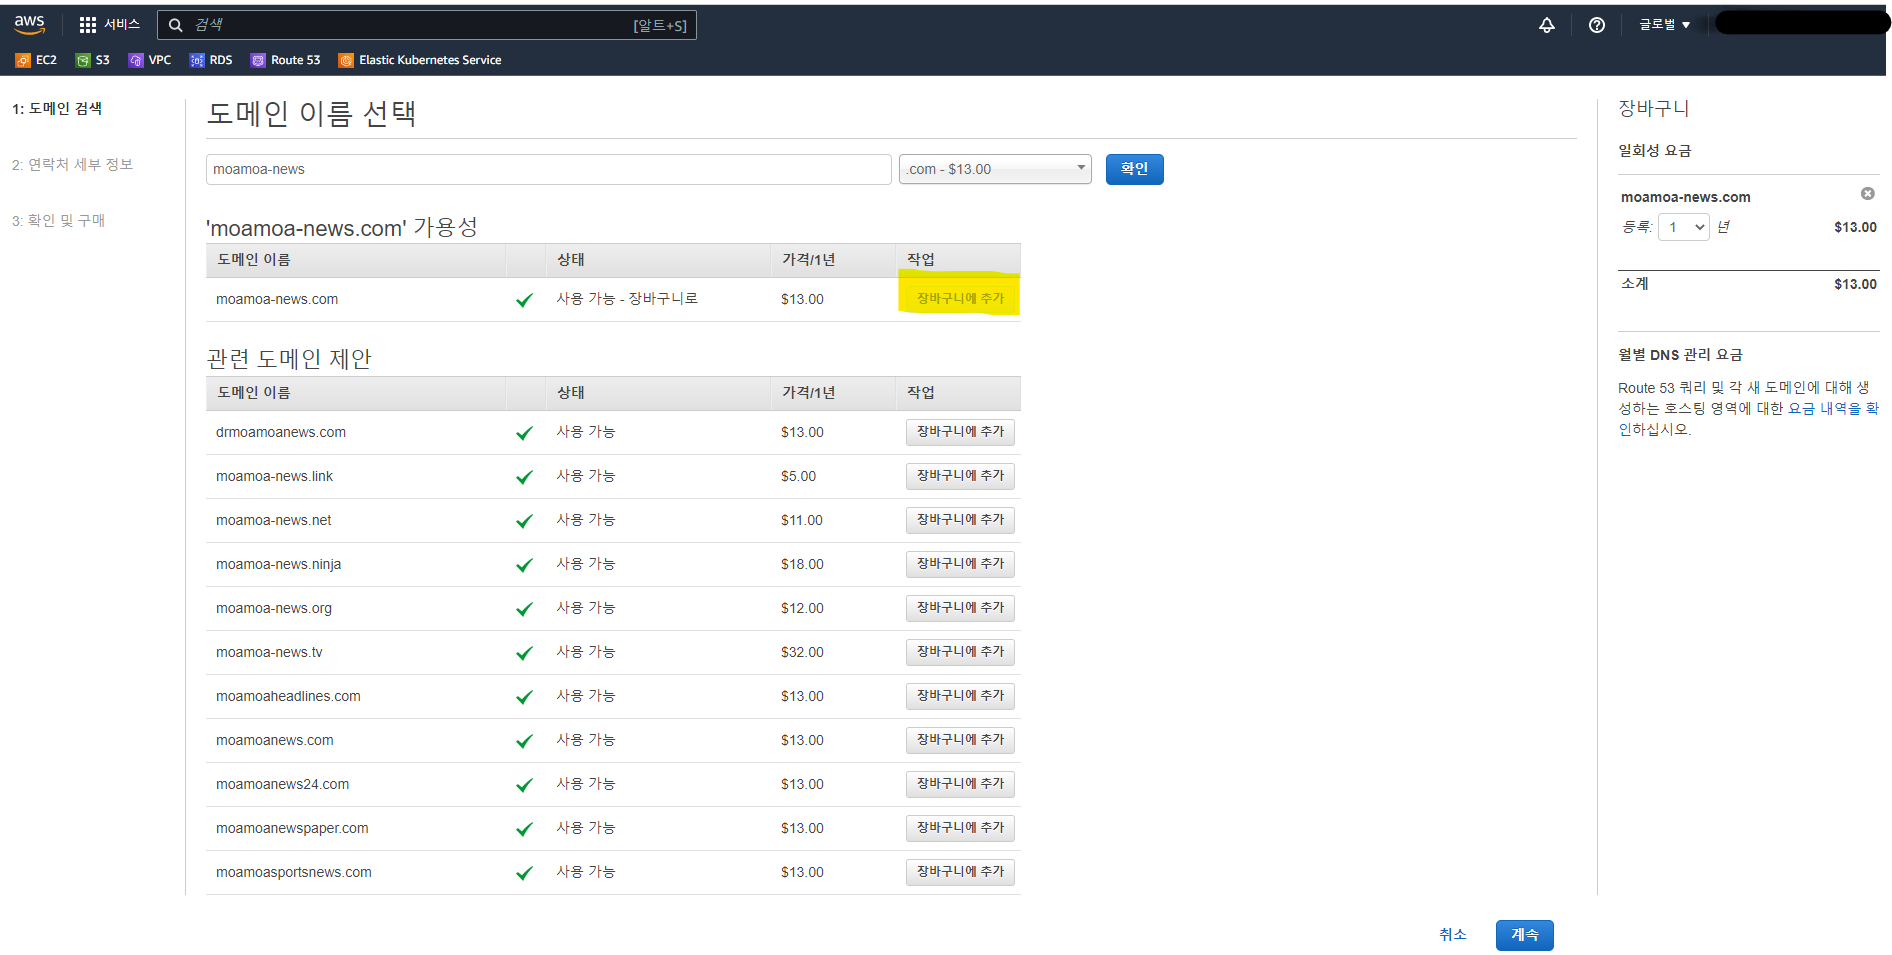 aws
서비스
검색
[알트+S]
글로벌
EC2
S3
VPC
RDS
Route 53
Elastic Kubernetes Service
1: 도메인 검색
2: 연락처 세부 정보
3: 확인 및 구매
도메인 이름 선택
moamoa-news
.com - $13.00
확인
'moamoa-news.com' 가용성
도메인 이름 상태 가격/1년 작업
moamoa-news.com 사용 가능 - 장바구니로 $13.00 장바구니에 추가
관련 도메인 제안
도메인 이름 상태 가격/1년 작업
drmoamoanews.com 사용 가능 $13.00 장바구니에 추가
moamoa-news.link 사용 가능 $5.00 장바구니에 추가
moamoa-news.net 사용 가능 $11.00 장바구니에 추가
moamoa-news.ninja 사용 가능 $18.00 장바구니에 추가
moamoa-news.org 사용 가능 $12.00 장바구니에 추가
moamoa-news.tv 사용 가능 $32.00 장바구니에 추가
moamoaheadlines.com 사용 가능 $13.00 장바구니에 추가
moamoanews.com 사용 가능 $13.00 장바구니에 추가
moamoanews24.com 사용 가능 $13.00 장바구니에 추가
moamoanewspaper.com 사용 가능 $13.00 장바구니에 추가
moamoasportsnews.com 사용 가능 $13.00 장바구니에 추가
취소
계속
장바구니
일회성 요금
moamoa-news.com
등록: 1 년 $13.00
소계 $13.00
월별 DNS 관리 요금
Route 53 쿼리 및 각 새 도메인에 대해 생
성하는 호스팅 영역에 대한 요금 내역을 확
인하십시오.